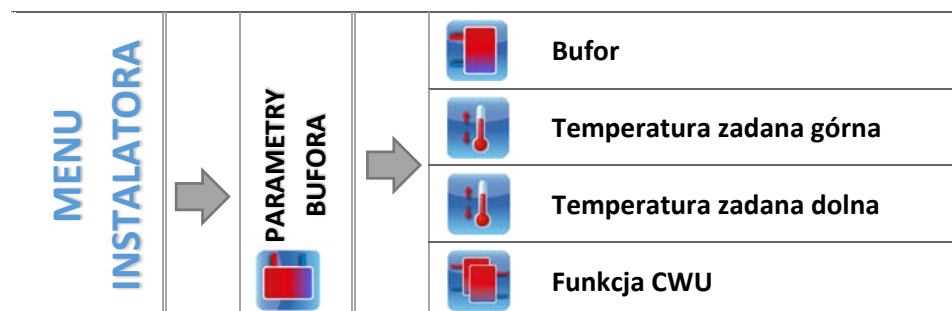 MENU
INSTALATORA
PARAMETRY
BUFORA
Bufor
Temperatura zadana górna
Temperatura zadana dolna
Funkcja CWU